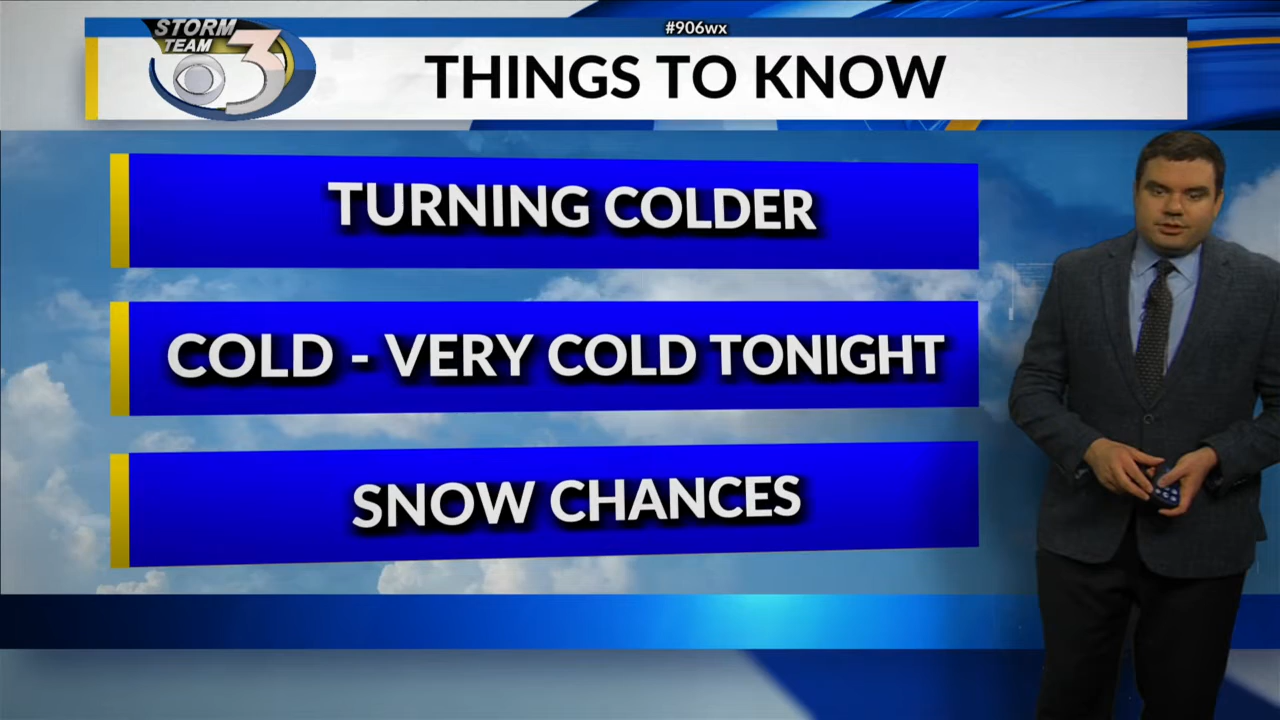 STORM
TEAM
3
#906wx
THINGS TO KNOW
TURNING COLDER
COLD - VERY COLD TONIGHT
SNOW CHANCES